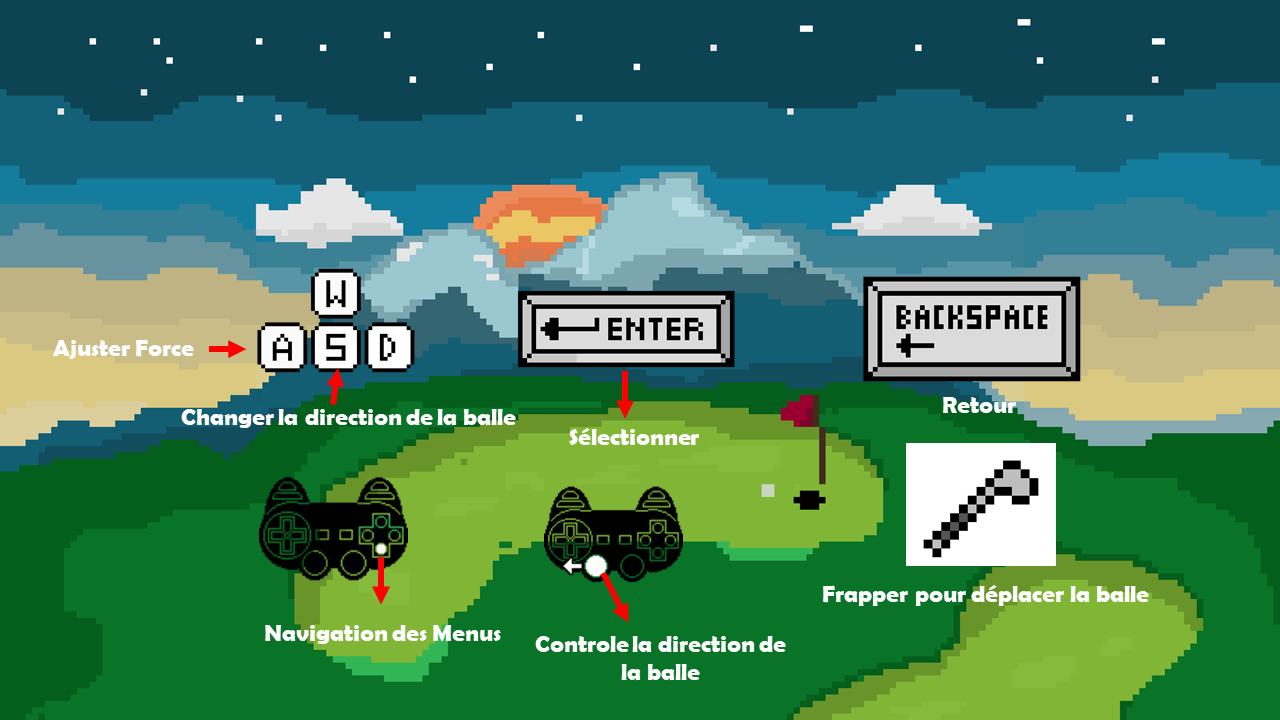 W
A S D
ENTER
BACKSPACE
Ajuster Force
Changer la direction de la balle
Sélectionner
Retour
Frapper pour déplacer la balle
Navigation des Menus
Controle la direction de
la balle